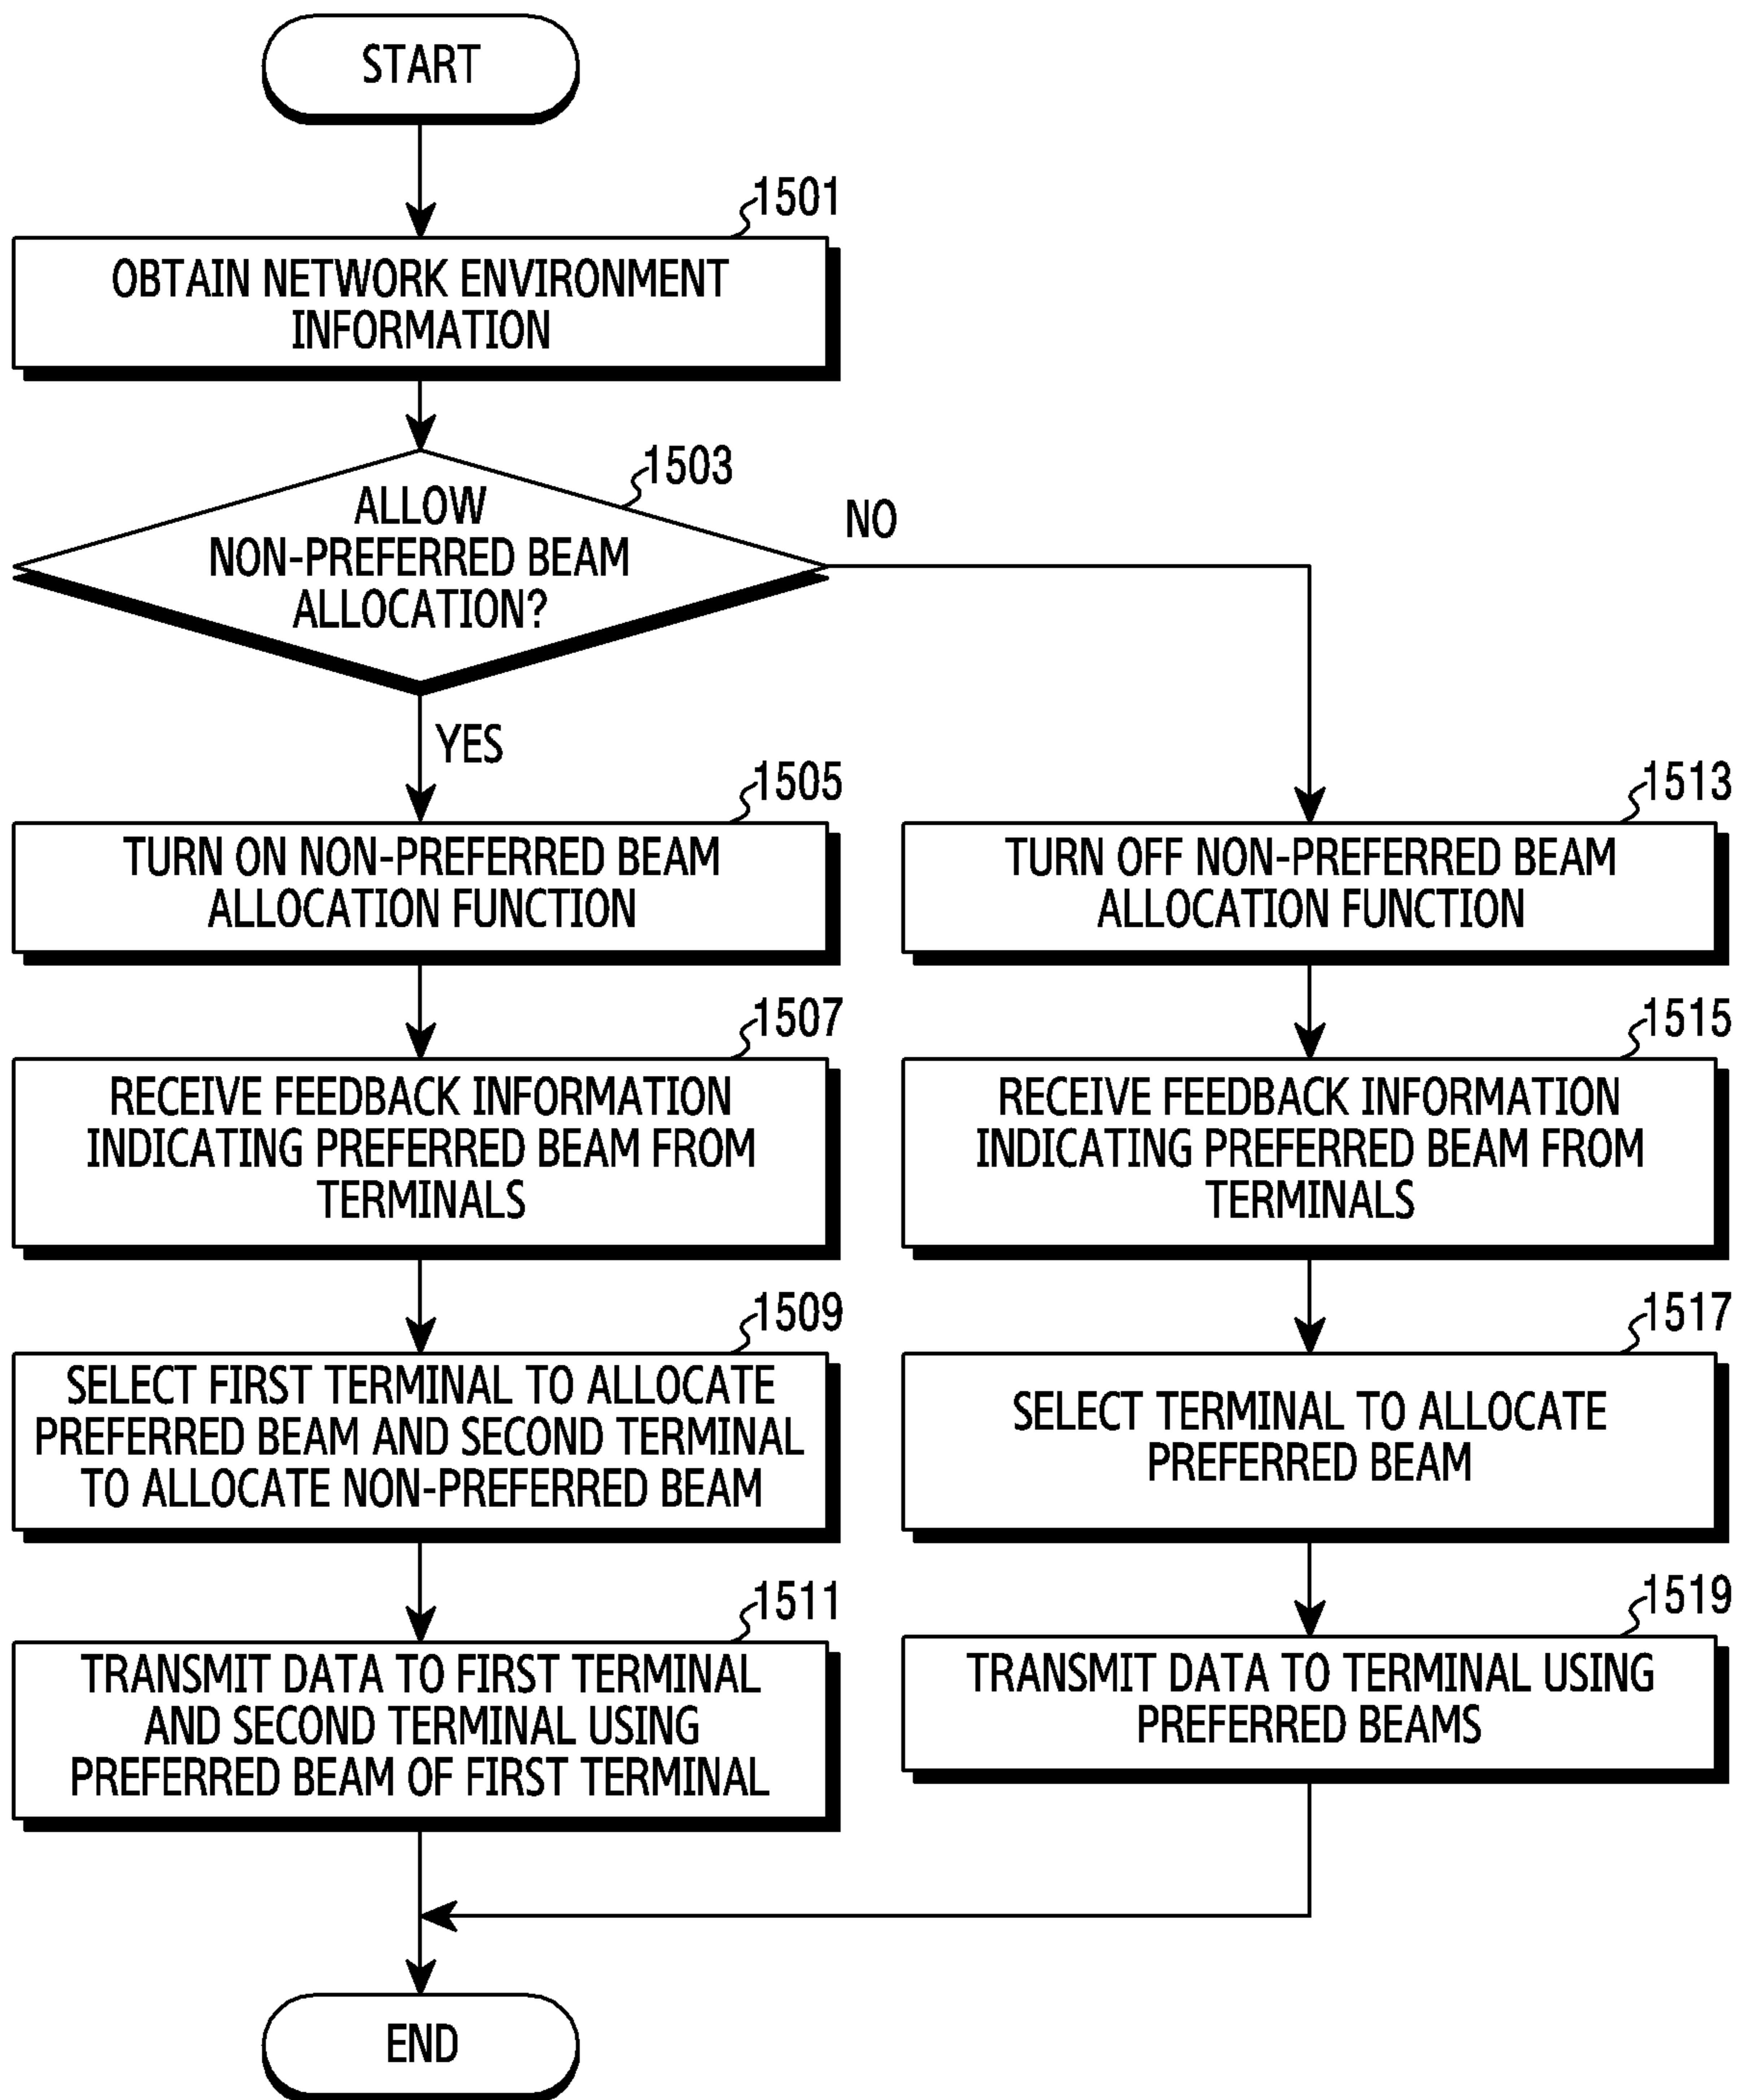 START
1501
OBTAIN NETWORK ENVIRONMENT
INFORMATION
1503
ALLOW
NON-PREFERRED BEAM
ALLOCATION?
NO
YES
1505
TURN ON NON-PREFERRED BEAM
ALLOCATION FUNCTION
1507
RECEIVE FEEDBACK INFORMATION
INDICATING PREFERRED BEAM FROM
TERMINALS
1509
SELECT FIRST TERMINAL TO ALLOCATE
PREFERRED BEAM AND SECOND TERMINAL
TO ALLOCATE NON-PREFERRED BEAM
1511
TRANSMIT DATA TO FIRST TERMINAL
AND SECOND TERMINAL USING
PREFERRED BEAM OF FIRST TERMINAL
1513
TURN OFF NON-PREFERRED BEAM
ALLOCATION FUNCTION
1515
RECEIVE FEEDBACK INFORMATION
INDICATING PREFERRED BEAM FROM
TERMINALS
1517
SELECT TERMINAL TO ALLOCATE
PREFERRED BEAM
1519
TRANSMIT DATA TO TERMINAL USING
PREFERRED BEAMS
END